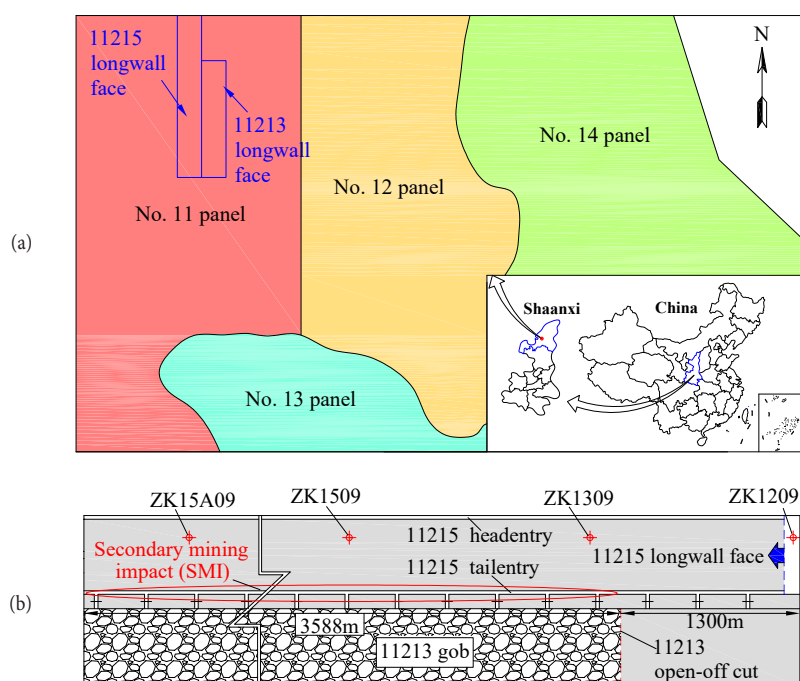 (a)
11215
longwall
face
11213
longwall
face
No. 11 panel
No. 12 panel
No. 14 panel
No. 13 panel
N
Shaanxi
China
(b)
ZK15A09
ZK1509
ZK1309
ZK1209
Secondary mining
impact (SMI)
11215 headentry
11215 tailentry
11215 longwall face
3588m
1300m
11213 gob
11213
open-off cut